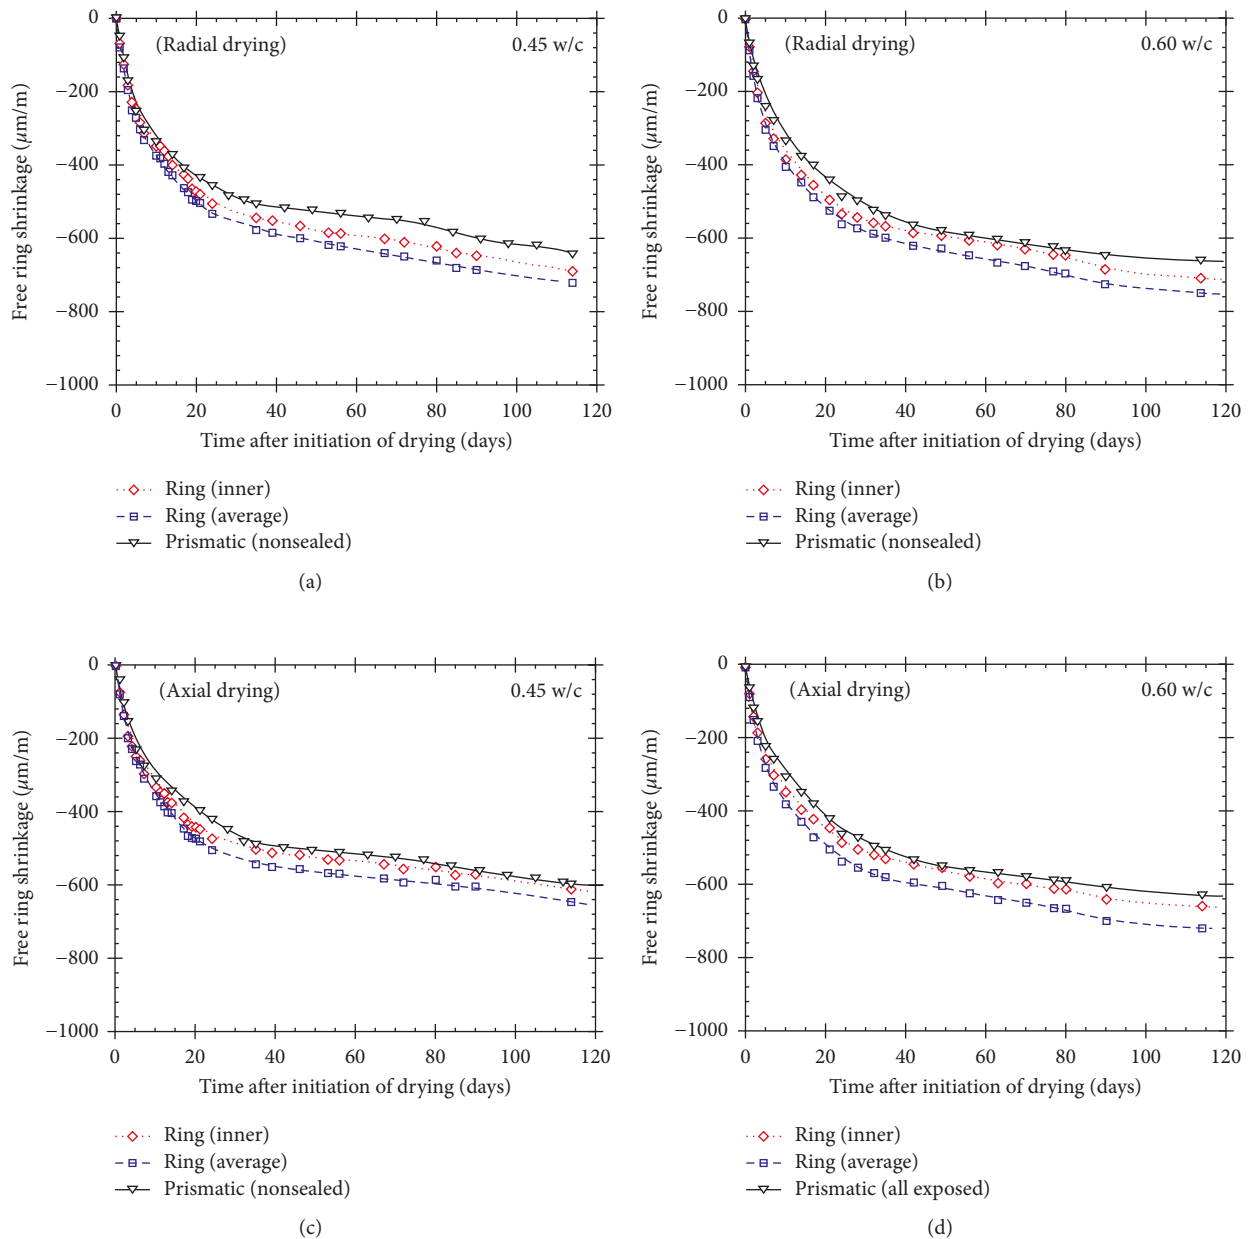 0
−200
−400
−600
−800
−1000
Free ring shrinkage (μm/m)
(Radial drying)
0.45 w/c
0 20 40 60 80 100 120
Time after initiation of drying (days)
Ring (inner)
Ring (average)
Prismatic (nonsealed)
(a)
0
−200
−400
−600
−800
−1000
Free ring shrinkage (μm/m)
(Radial drying)
0.60 w/c
0 20 40 60 80 100 120
Time after initiation of drying (days)
Ring (inner)
Ring (average)
Prismatic (nonsealed)
(b)
0
−200
−400
−600
−800
−1000
Free ring shrinkage (μm/m)
(Axial drying)
0.45 w/c
0 20 40 60 80 100 120
Time after initiation of drying (days)
Ring (inner)
Ring (average)
Prismatic (nonsealed)
(c)
0
−200
−400
−600
−800
−1000
Free ring shrinkage (μm/m)
(Axial drying)
0.60 w/c
0 20 40 60 80 100 120
Time after initiation of drying (days)
Ring (inner)
Ring (average)
Prismatic (all exposed)
(d)